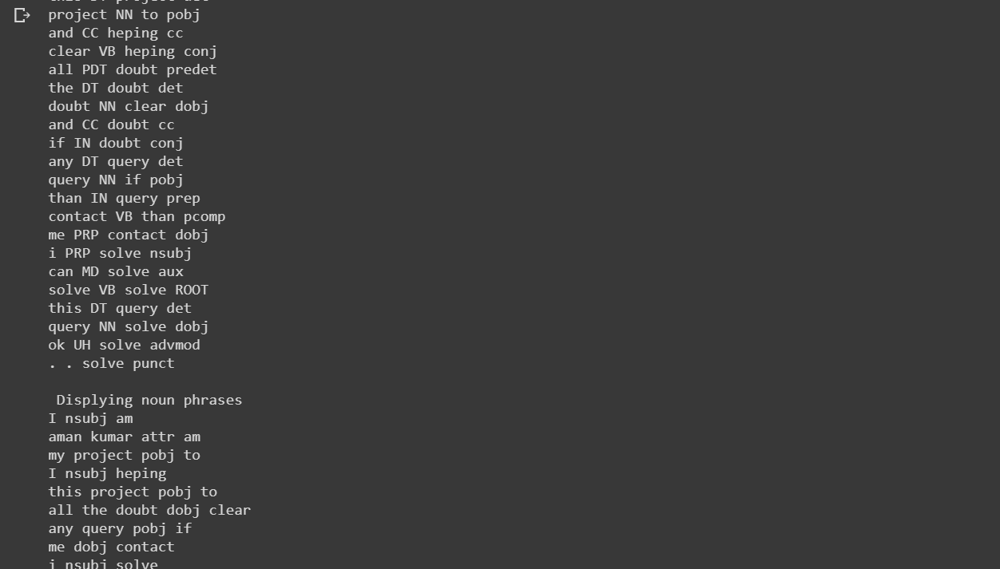 project NN to pobj
and CC heping cc
clear VB heping conj
all PDT doubt predet
the DT doubt det
doubt NN clear dobj
and CC doubt cc
if IN doubt conj
any DT query det
query NN if pobj
than IN query prep
contact VB than pcomp
me PRP contact dobj
i PRP solve nsubj
can MD solve aux
solve VB solve ROOT
this DT query det
query NN solve dobj
ok UH solve advmod
. . solve punct
Displying noun phrases
I nsubj am
aman kumar attr am
my project pobj to
I nsubj heping
this project pobj to
all the doubt dobj clear
any query pobj if
me dobj contact
i nsubj solve